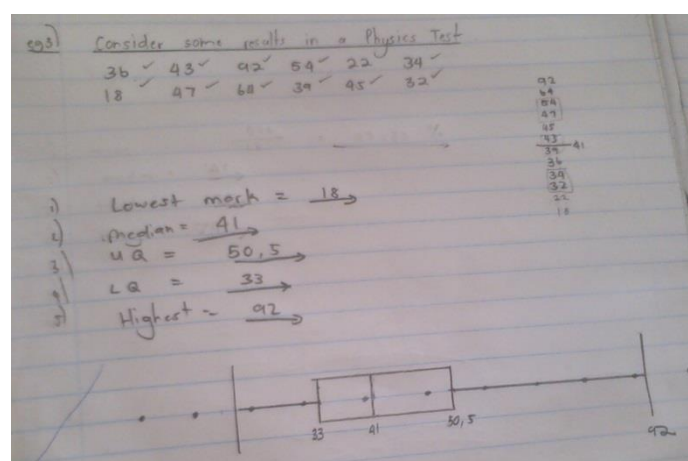 eg3) Consider some results in a Physics Test
36 ✓ 43 ✓ 92 ✓ 54 ✓ 22 ✓ 34 ✓
18 ✓ 47 ✓ 64 ✓ 39 ✓ 45 ✓ 32 ✓
92
64
54
47
45
43
39 41
36
34
32
22
18
1) Lowest mark = 18
2) median = 41
3) UQ = 50,5
4) LQ = 33
5) Highest = 92
33 41 50,5 92